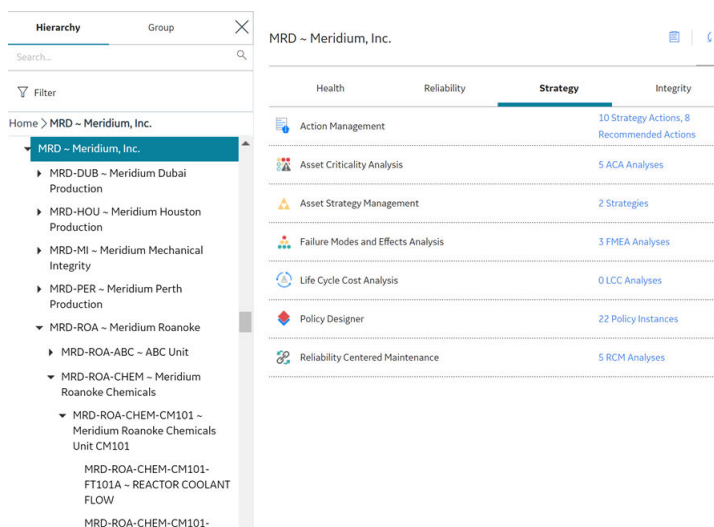 Hierarchy
Group
Search...
Filter
Home > MRD ~ Meridium, Inc.
MRD ~ Meridium, Inc.
MRD-DUB ~ Meridium Dubai
Production
MRD-HOU ~ Meridium Houston
Production
MRD-MI ~ Meridium Mechanical
Integrity
MRD-PER ~ Meridium Perth
Production
MRD-ROA ~ Meridium Roanoke
MRD-ROA-ABC ~ ABC Unit
MRD-ROA-CHEM ~ Meridium
Roanoke Chemicals
MRD-ROA-CHEM-CM101 ~
Meridium Roanoke Chemicals
Unit CM101
MRD-ROA-CHEM-CM101-
FT101A ~ REACTOR COOLANT
FLOW
MRD-ROA-CHEM-CM101-
MRD ~ Meridium, Inc.
Health
Reliability
Strategy
Integrity
Action Management
10 Strategy Actions, 8
Recommended Actions
Asset Criticality Analysis
5 ACA Analyses
Asset Strategy Management
2 Strategies
Failure Modes and Effects Analysis
3 FMEA Analyses
Life Cycle Cost Analysis
0 LCC Analyses
Policy Designer
22 Policy Instances
Reliability Centered Maintenance
5 RCM Analyses